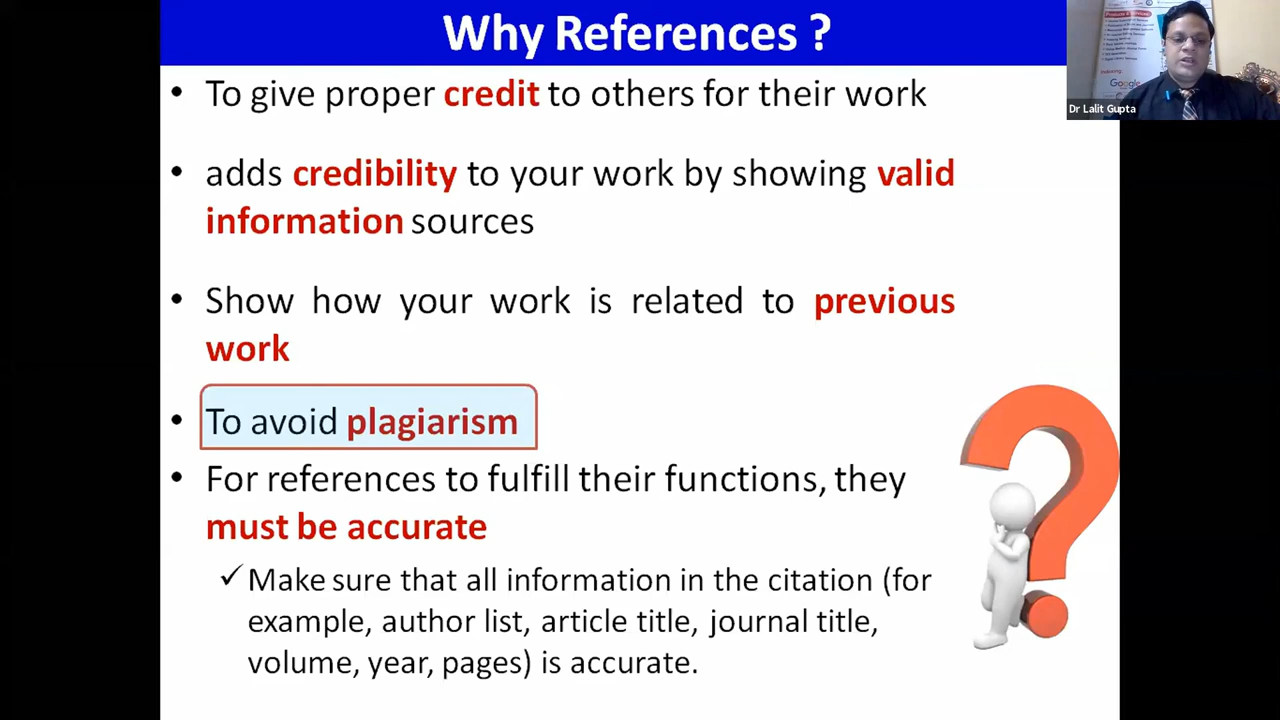 Why References ?
• To give proper credit to others for their work
• adds credibility to your work by showing valid
information sources
• Show how your work is related to previous
work
• To avoid plagiarism
• For references to fulfill their functions, they
must be accurate
✓ Make sure that all information in the citation (for
example, author list, article title, journal title,
volume, year, pages) is accurate.
Google
Dr Lalit Gupta